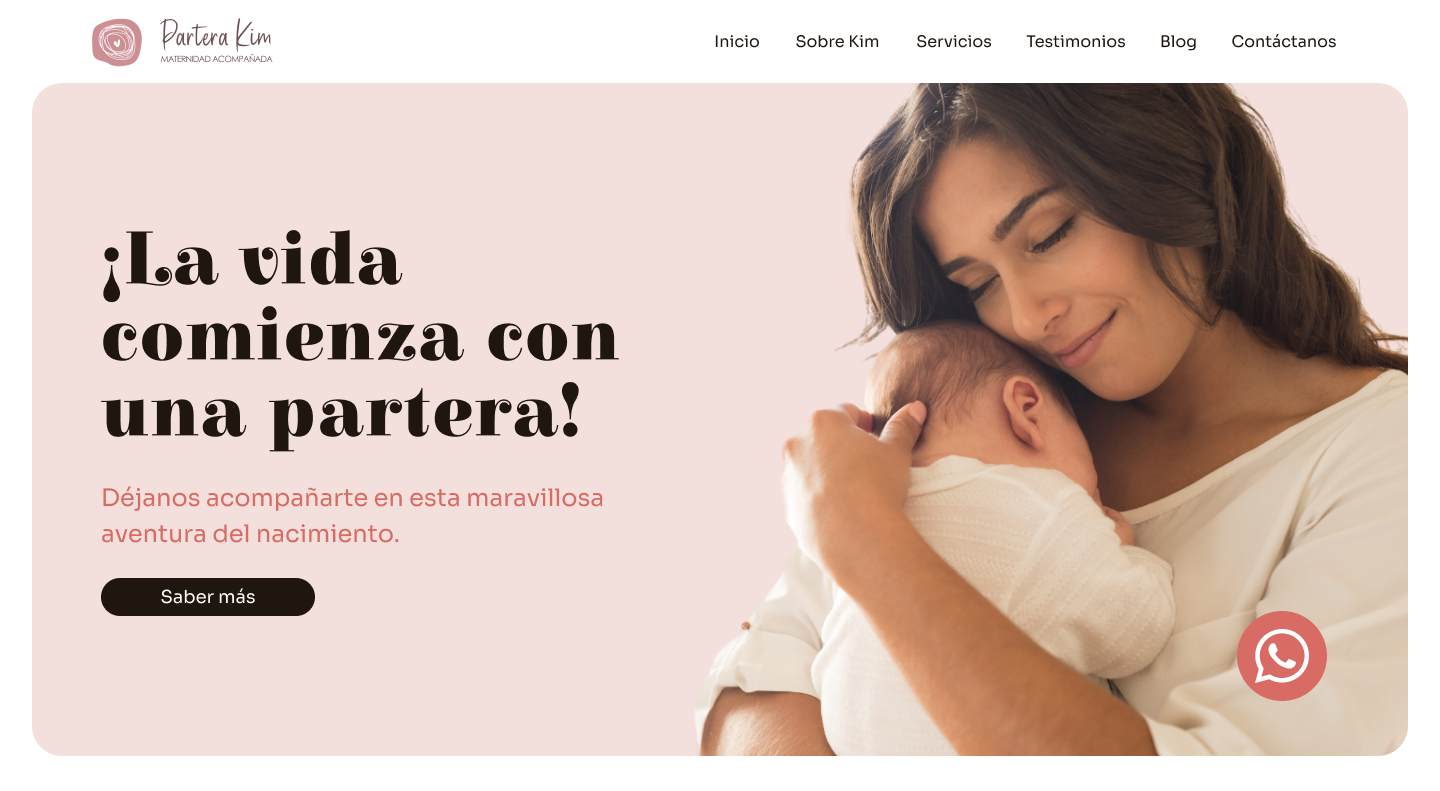 Partera Kim
MATERNIDAD ACOMPAÑADA
Inicio Sobre Kim Servicios Testimonios Blog Contáctanos
¡La vida
comienza con
una partera!
Déjanos acompañarte en esta maravillosa
aventura del nacimiento.
Saber más